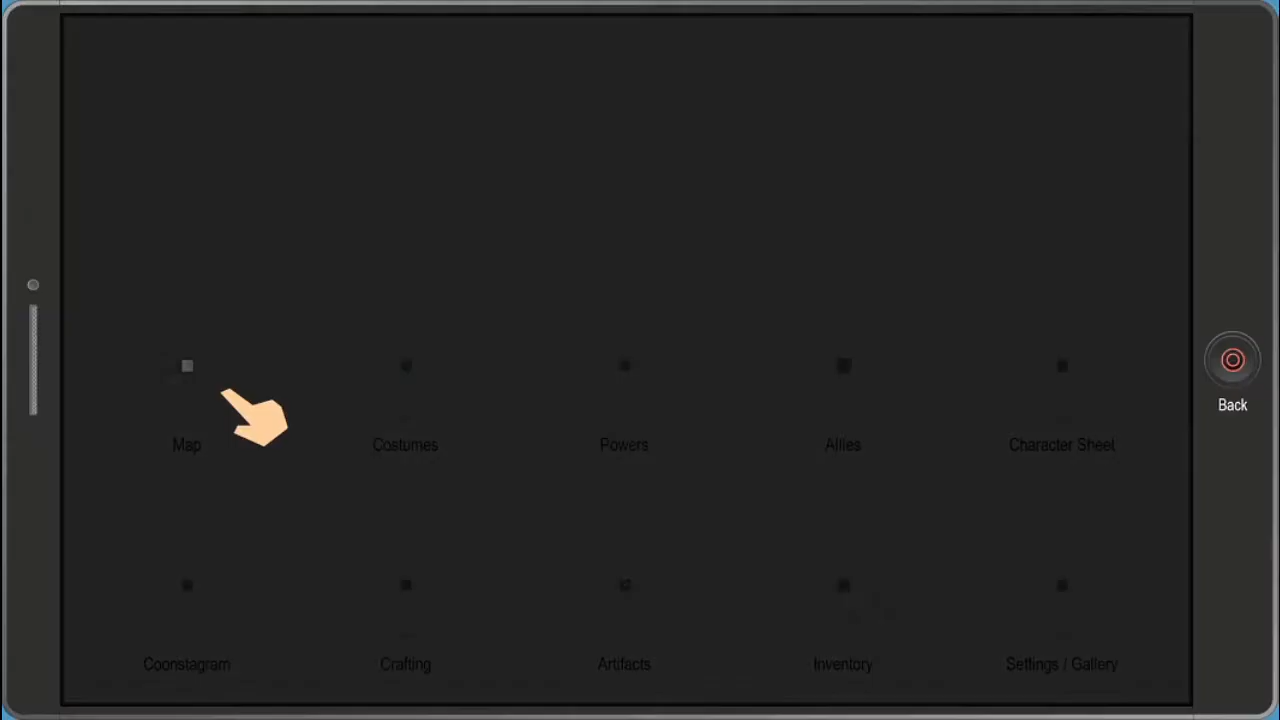 Back
Map
Costumes
Powers
Allies
Character Sheet
Coonstagram
Crafting
Artifacts
Inventory
Settings / Gallery